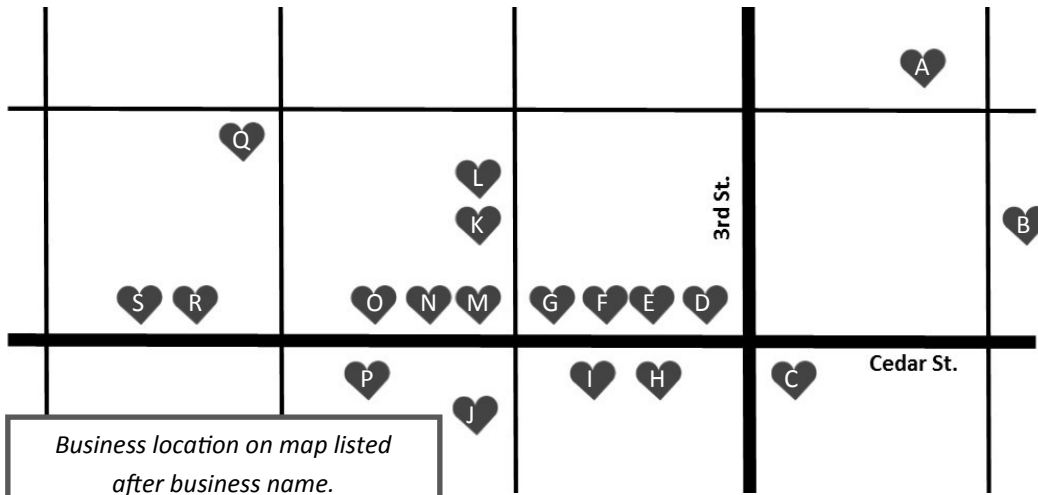 A
Q
L
K
B
3rd St.
S R O N M G F E D
Cedar St.
P I H C
J
Business location on map listed
after business name.